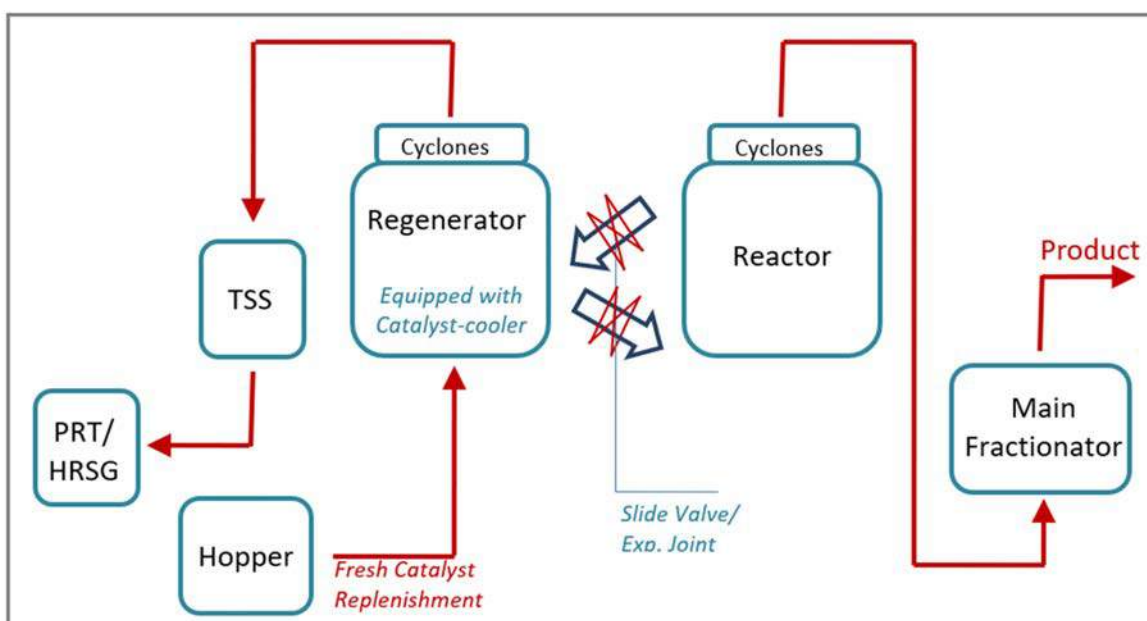 Cyclones
Cyclones
Regenerator
Reactor
Equipped with
Catalyst-cooler
TSS
Product
PRT/
HRSG
Main
Fractionator
Hopper
Fresh Catalyst
Replenishment
Slide Valve/
Exp. Joint